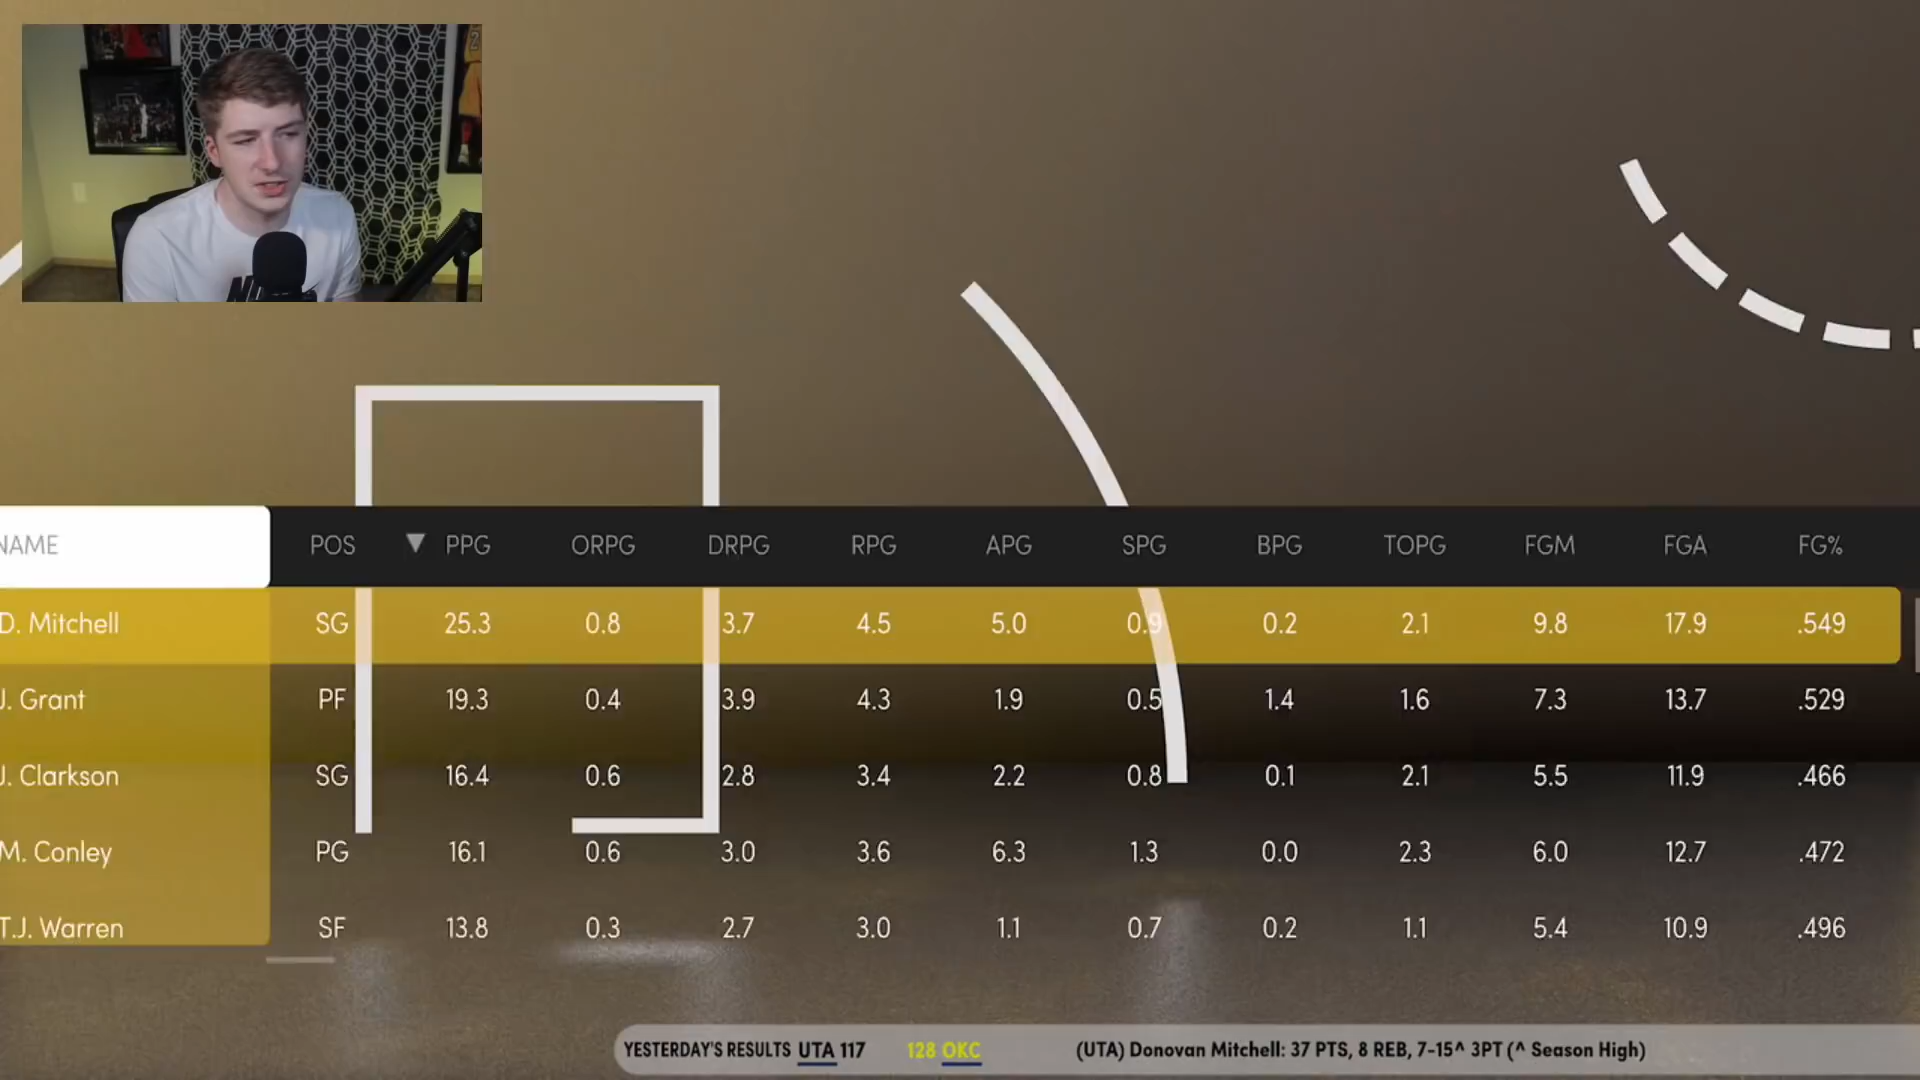 NAME POS ▼ PPG ORPG DRPG RPG APG SPG BPG TOPG FGM FGA FG%
D. Mitchell SG 25.3 0.8 3.7 4.5 5.0 0.9 0.2 2.1 9.8 17.9 .549
J. Grant PF 19.3 0.4 3.9 4.3 1.9 0.5 1.4 1.6 7.3 13.7 .529
J. Clarkson SG 16.4 0.6 2.8 3.4 2.2 0.8 0.1 2.1 5.5 11.9 .466
M. Conley PG 16.1 0.6 3.0 3.6 6.3 1.3 0.0 2.3 6.0 12.7 .472
T.J. Warren SF 13.8 0.3 2.7 3.0 1.1 0.7 0.2 1.1 5.4 10.9 .496
YESTERDAY'S RESULTS UTA 117 128 OKC (UTA) Donovan Mitchell: 37 PTS, 8 REB, 7-15^ 3PT (^ Season High)